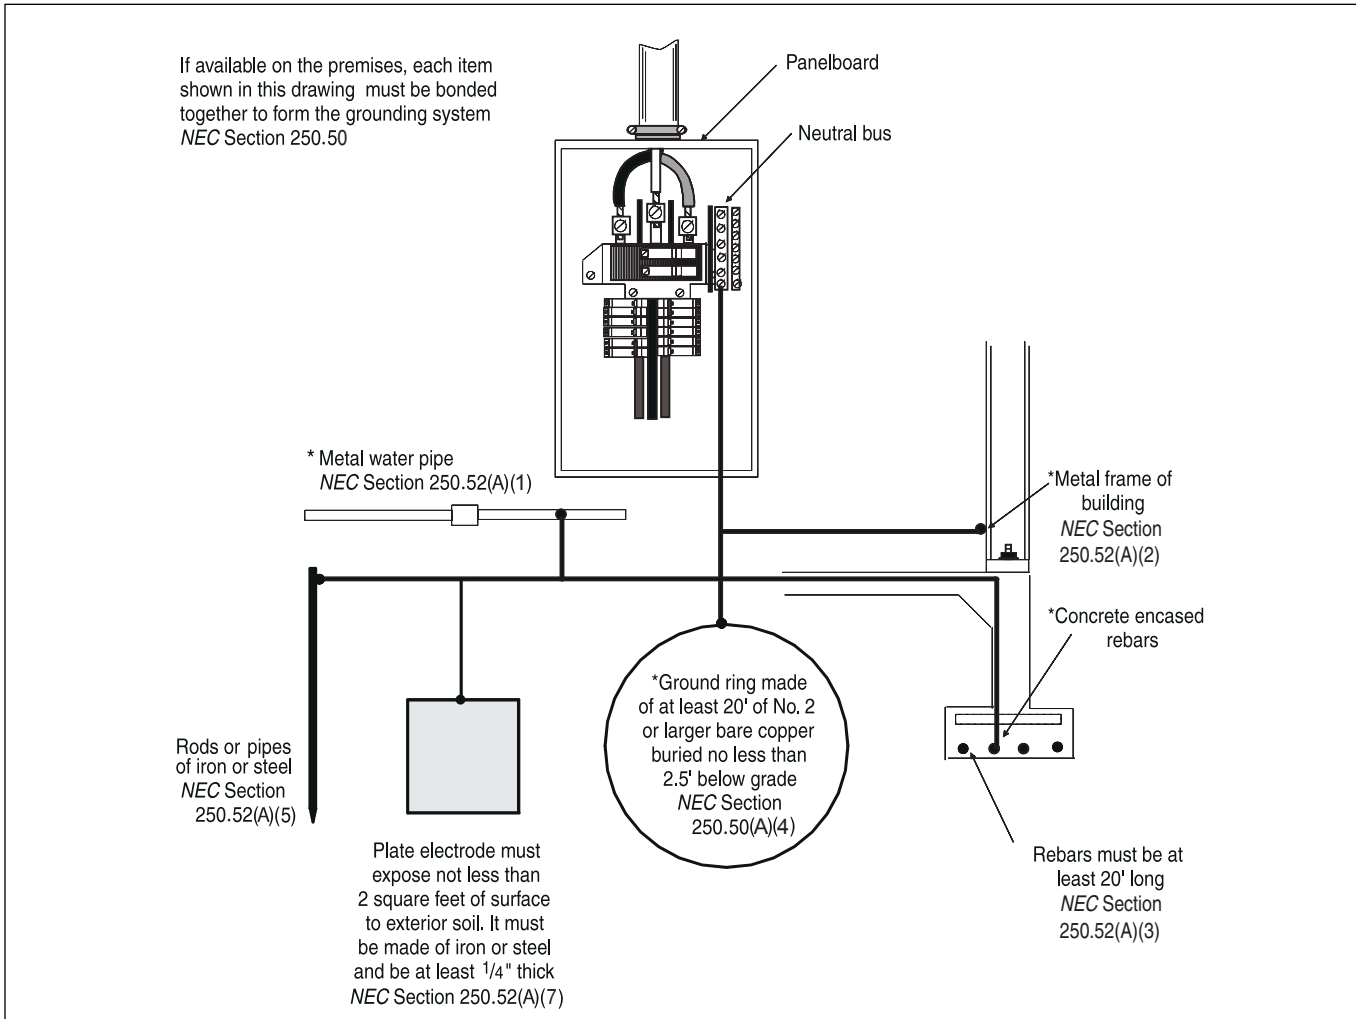 If available on the premises, each item
shown in this drawing must be bonded
together to form the grounding system
NEC Section 250.50
Panelboard
Neutral bus
* Metal water pipe
NEC Section 250.52(A)(1)
*Metal frame of
building
NEC Section
250.52(A)(2)
*Concrete encased
rebars
*Ground ring made
of at least 20' of No. 2
or larger bare copper
buried no less than
2.5' below grade
NEC Section
250.50(A)(4)
Rods or pipes
of iron or steel
NEC Section
250.52(A)(5)
Plate electrode must
expose not less than
2 square feet of surface
to exterior soil. It must
be made of iron or steel
and be at least 1/4" thick
NEC Section 250.52(A)(7)
Rebars must be at
least 20' long
NEC Section
250.52(A)(3)